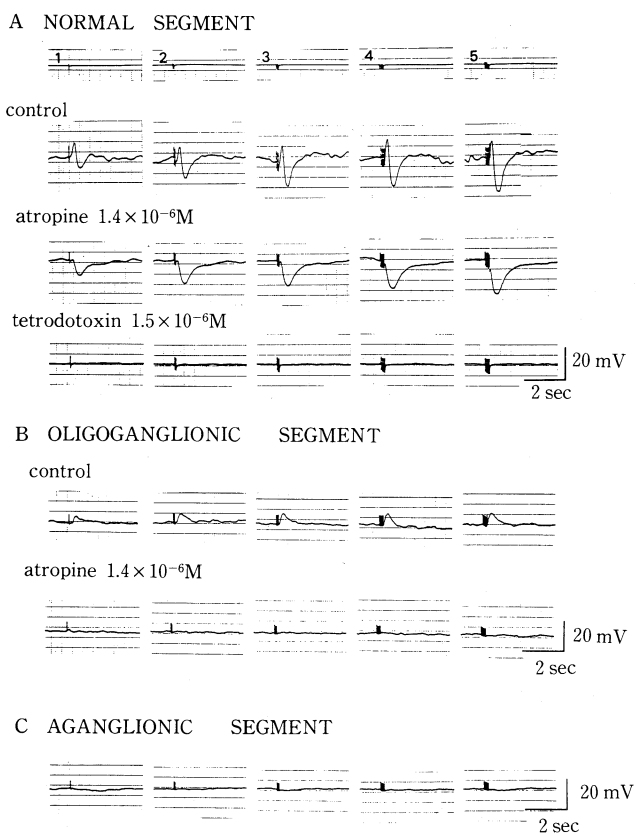 A NORMAL SEGMENT
1 2 3 4 5
control
atropine 1.4 × 10⁻⁶M
tetrodotoxin 1.5 × 10⁻⁶M
20 mV
2 sec
B OLIGOGANGLIONIC SEGMENT
control
atropine 1.4 × 10⁻⁶M
20 mV
2 sec
C AGANGLIONIC SEGMENT
20 mV
2 sec